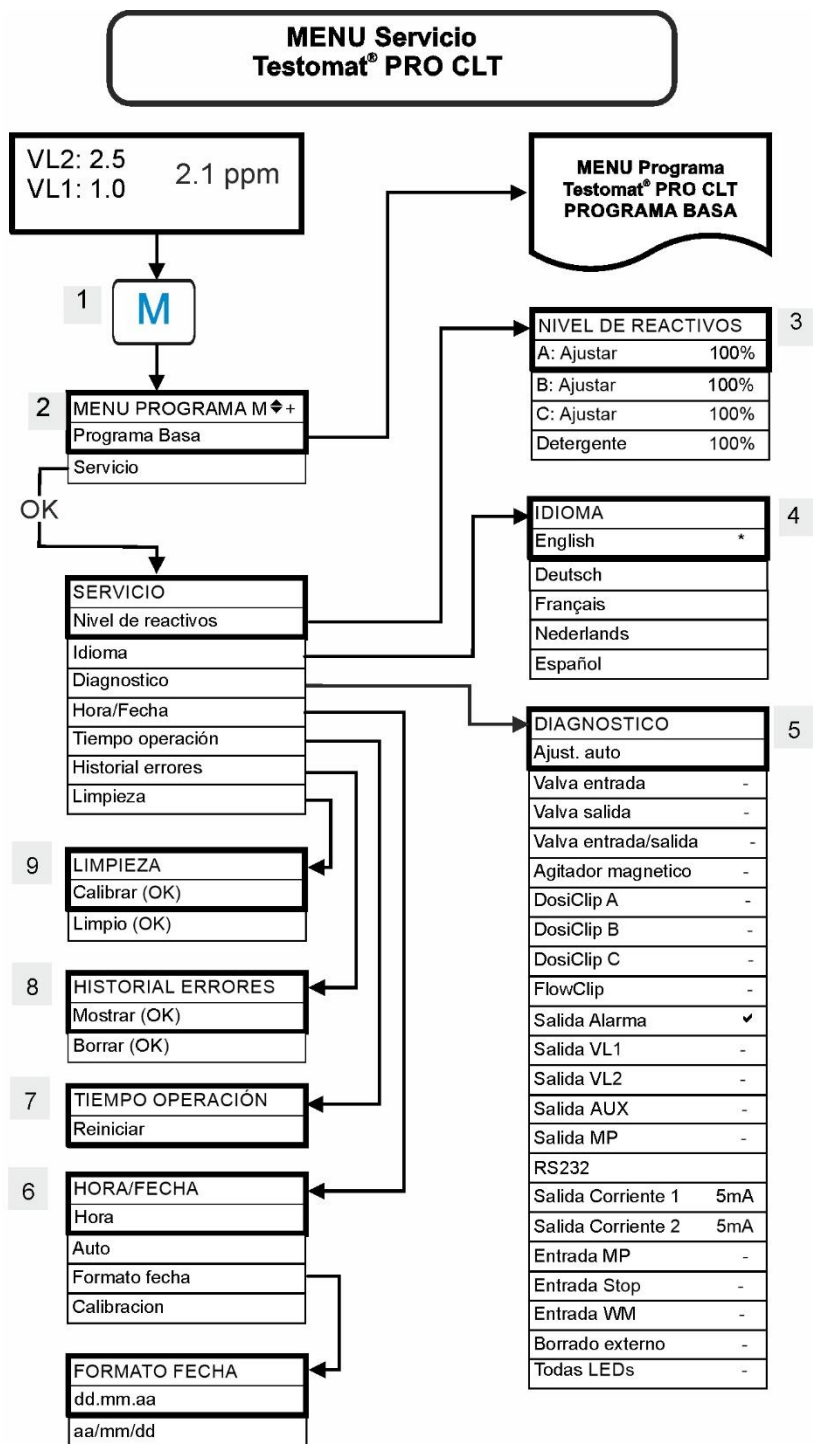 MENU Servicio
Testomat® PRO CLT
VL2: 2.5
VL1: 1.0
2.1 ppm
MENU Programa
Testomat® PRO CLT
PROGRAMA BASA
1
M
2
MENU PROGRAMA M+
Programa Basa
Servicio
OK
NIVEL DE REACTIVOS
3
A: Ajustar 100%
B: Ajustar 100%
C: Ajustar 100%
Detergente 100%
IDIOMA
4
English *
Deutsch
Français
Nederlands
Español
SERVICIO
Nivel de reactivos
Idioma
Diagnostico
Hora/Fecha
Tiempo operación
Historial errores
Limpieza
DIAGNOSTICO
5
Ajust. auto
Valva entrada -
Valva salida -
Valva entrada/salida -
Agitador magnetico -
DosiClip A -
DosiClip B -
DosiClip C -
FlowClip -
Salida Alarma ✔
Salida VL1 -
Salida VL2 -
Salida AUX -
Salida MP -
RS232
Salida Corriente 1 5mA
Salida Corriente 2 5mA
Entrada MP -
Entrada Stop -
Entrada WM -
Borrado externo -
Todas LEDs -
9
LIMPIEZA
Calibrar (OK)
Limpio (OK)
8
HISTORIAL ERRORES
Mostrar (OK)
Borrar (OK)
7
TIEMPO OPERACIÓN
Reiniciar
6
HORA/FECHA
Hora
Auto
Formato fecha
Calibracion
FORMATO FECHA
dd.mm.aa
aa/mm/dd